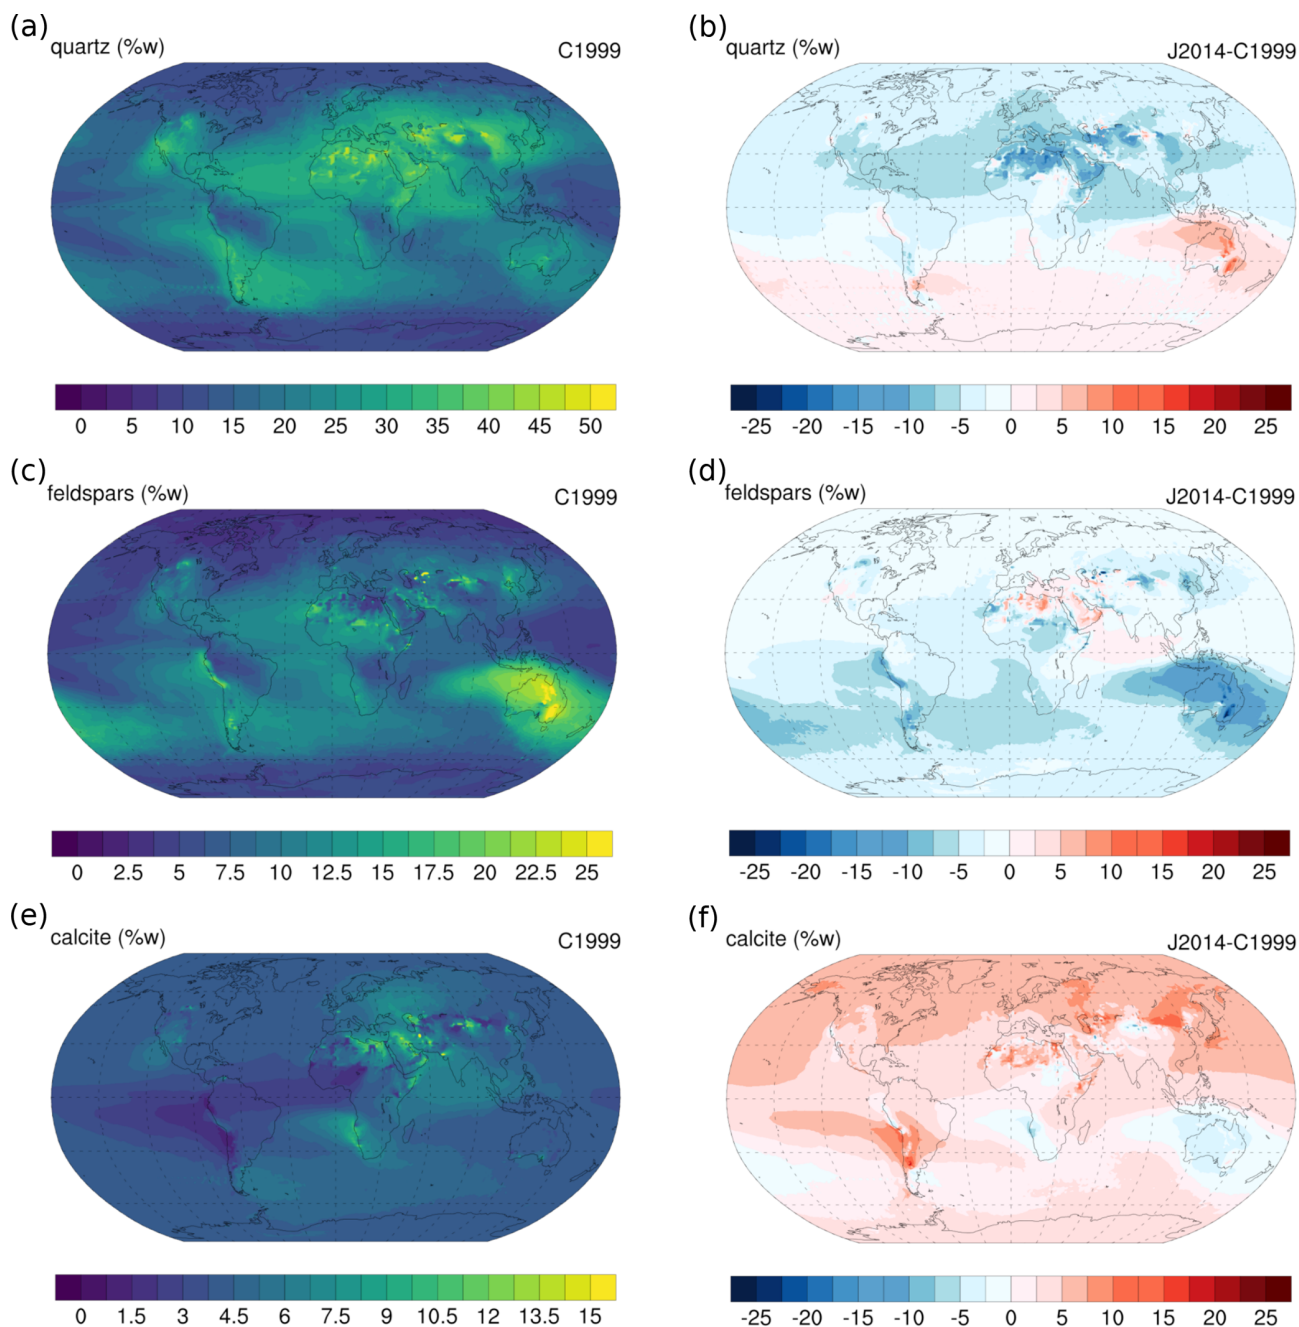 (a)
quartz (%w) C1999
0 5 10 15 20 25 30 35 40 45 50
(b)
quartz (%w) J2014-C1999
-25 -20 -15 -10 -5 0 5 10 15 20 25
(c)
feldspars (%w) C1999
0 2.5 5 7.5 10 12.5 15 17.5 20 22.5 25
(d)
feldspars (%w) J2014-C1999
-25 -20 -15 -10 -5 0 5 10 15 20 25
(e)
calcite (%w) C1999
0 1.5 3 4.5 6 7.5 9 10.5 12 13.5 15
(f)
calcite (%w) J2014-C1999
-25 -20 -15 -10 -5 0 5 10 15 20 25